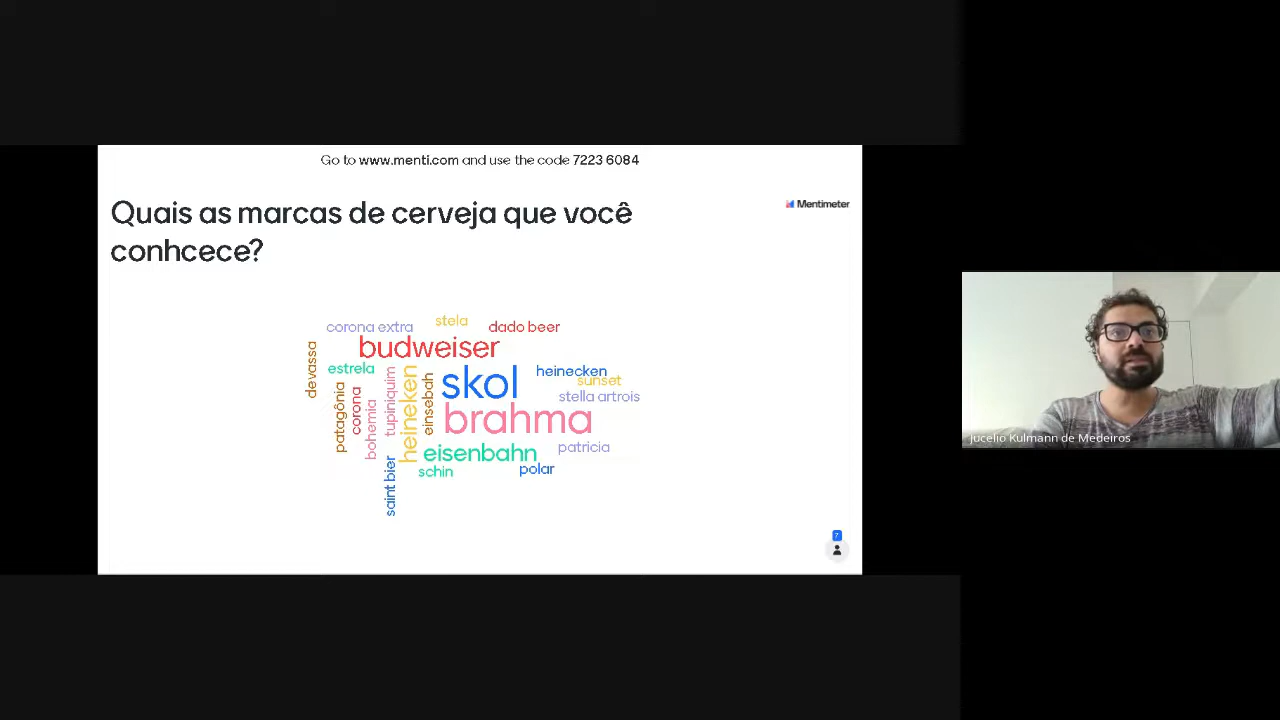 Go to www.menti.com and use the code 7223 6084
Mentimeter
Quais as marcas de cerveja que você
conhcece?
corona extra
stela
dado beer
budweiser
devassa
estrela
skol
heinecken
sunset
stella artrois
patagônia
corona
bohemia
tupiniquim
heineken
einsebah
brahma
eisenbahn
patricia
schin
polar
saint bier
7
Jucelio Kulmann de Medeiros